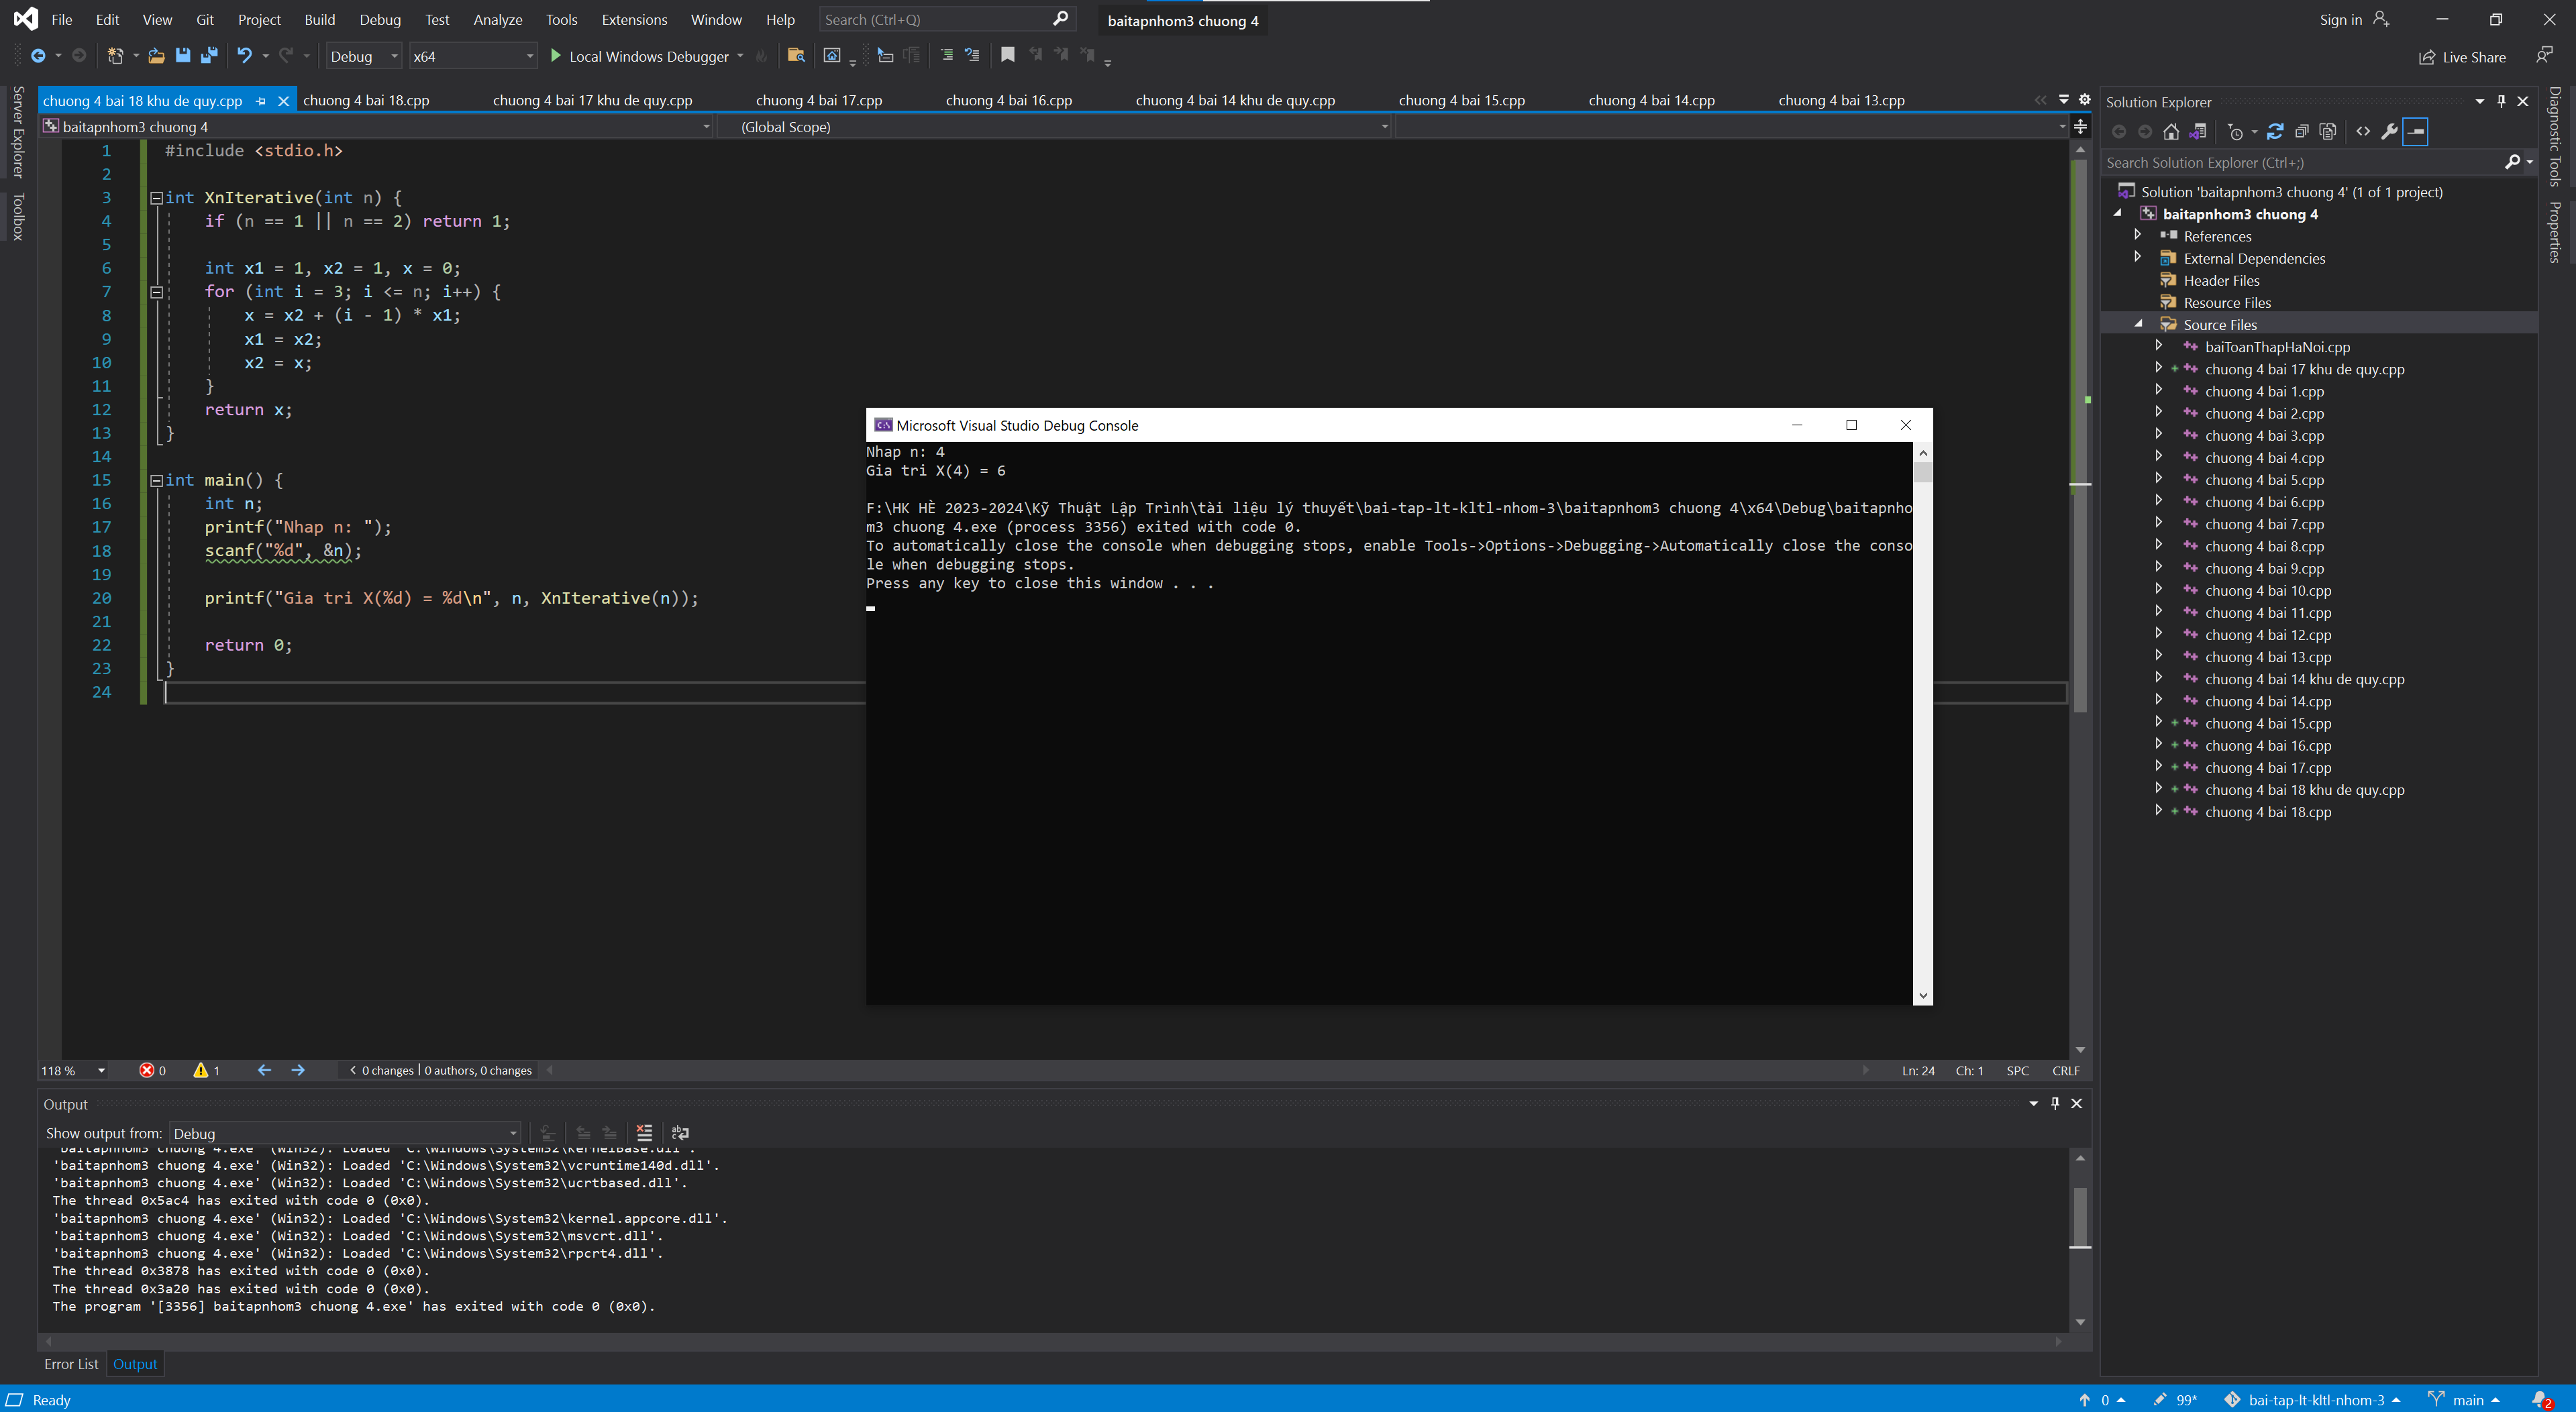 File Edit View Git Project Build Debug Test Analyze Tools Extensions Window Help Search (Ctrl+Q) baitapnhom3 chuong 4 Sign in
Debug x64 Local Windows Debugger Live Share
Server Explorer
Toolbox
chuong 4 bai 18 khu de quy.cpp chuong 4 bai 18.cpp chuong 4 bai 17 khu de quy.cpp chuong 4 bai 17.cpp chuong 4 bai 16.cpp chuong 4 bai 14 khu de quy.cpp chuong 4 bai 15.cpp chuong 4 bai 14.cpp chuong 4 bai 13.cpp
baitapnhom3 chuong 4 (Global Scope)
1 #include <stdio.h>
2
3 int XnIterative(int n) {
4 if (n == 1 || n == 2) return 1;
5
6 int x1 = 1, x2 = 1, x = 0;
7 for (int i = 3; i <= n; i++) {
8 x = x2 + (i - 1) * x1;
9 x1 = x2;
10 x2 = x;
11 }
12 return x;
13 }
14
15 int main() {
16 int n;
17 printf("Nhap n: ");
18 scanf("%d", &n);
19
20 printf("Gia tri X(%d) = %d\n", n, XnIterative(n));
21
22 return 0;
23 }
24
Microsoft Visual Studio Debug Console
Nhap n: 4
Gia tri X(4) = 6
F:\HK HÈ 2023-2024\Kỹ Thuật Lập Trình\tài liệu lý thuyết\bai-tap-lt-kltl-nhom-3\baitapnhom3 chuong 4\x64\Debug\baitapnho
m3 chuong 4.exe (process 3356) exited with code 0.
To automatically close the console when debugging stops, enable Tools->Options->Debugging->Automatically close the conso
le when debugging stops.
Press any key to close this window . . .
118 % 0 1 0 changes | 0 authors, 0 changes Ln: 24 Ch: 1 SPC CRLF
Output
Show output from: Debug
'baitapnhom3 chuong 4.exe' (Win32): Loaded 'C:\Windows\System32\KernelBase.dll'.
'baitapnhom3 chuong 4.exe' (Win32): Loaded 'C:\Windows\System32\vcruntime140d.dll'.
'baitapnhom3 chuong 4.exe' (Win32): Loaded 'C:\Windows\System32\ucrtbased.dll'.
The thread 0x5ac4 has exited with code 0 (0x0).
'baitapnhom3 chuong 4.exe' (Win32): Loaded 'C:\Windows\System32\kernel.appcore.dll'.
'baitapnhom3 chuong 4.exe' (Win32): Loaded 'C:\Windows\System32\msvcrt.dll'.
'baitapnhom3 chuong 4.exe' (Win32): Loaded 'C:\Windows\System32\rpcrt4.dll'.
The thread 0x3878 has exited with code 0 (0x0).
The thread 0x3a20 has exited with code 0 (0x0).
The program '[3356] baitapnhom3 chuong 4.exe' has exited with code 0 (0x0).
Error List Output
Solution Explorer
Search Solution Explorer (Ctrl+;)
Solution 'baitapnhom3 chuong 4' (1 of 1 project)
baitapnhom3 chuong 4
References
External Dependencies
Header Files
Resource Files
Source Files
baiToanThapHaNoi.cpp
chuong 4 bai 17 khu de quy.cpp
chuong 4 bai 1.cpp
chuong 4 bai 2.cpp
chuong 4 bai 3.cpp
chuong 4 bai 4.cpp
chuong 4 bai 5.cpp
chuong 4 bai 6.cpp
chuong 4 bai 7.cpp
chuong 4 bai 8.cpp
chuong 4 bai 9.cpp
chuong 4 bai 10.cpp
chuong 4 bai 11.cpp
chuong 4 bai 12.cpp
chuong 4 bai 13.cpp
chuong 4 bai 14 khu de quy.cpp
chuong 4 bai 14.cpp
chuong 4 bai 15.cpp
chuong 4 bai 16.cpp
chuong 4 bai 17.cpp
chuong 4 bai 18 khu de quy.cpp
chuong 4 bai 18.cpp
Diagnostic Tools
Properties
Ready 0 99* bai-tap-lt-kltl-nhom-3 main 2